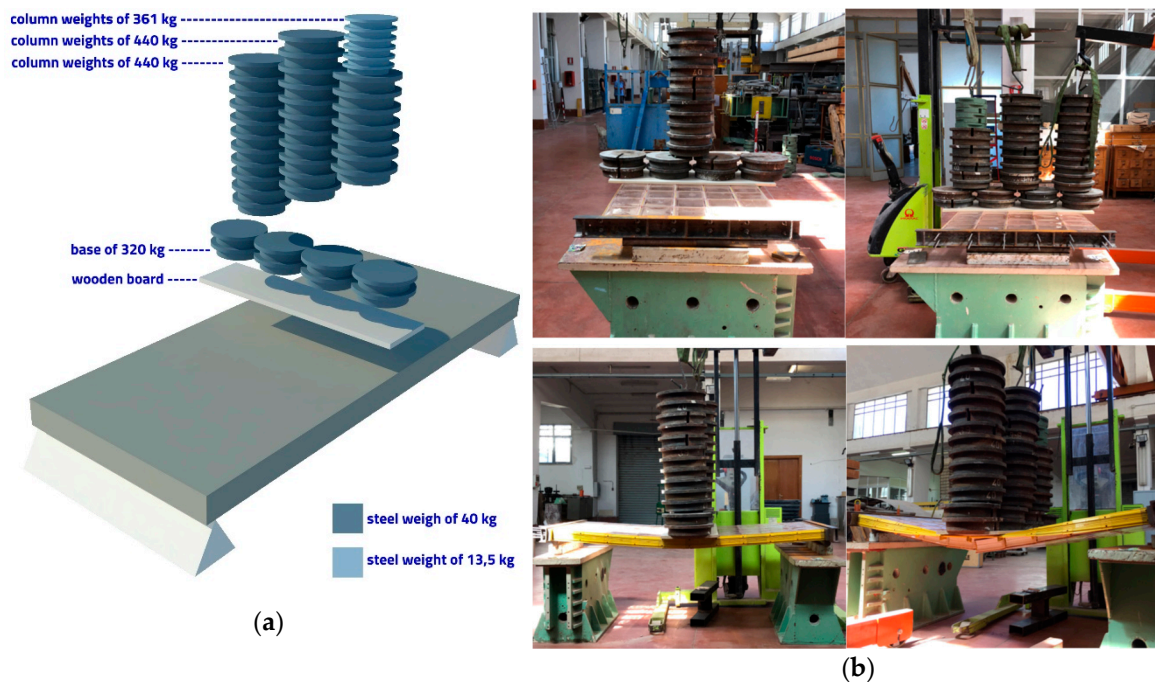 column weights of 361 kg
column weights of 440 kg
column weights of 440 kg
base of 320 kg
wooden board
steel weigh of 40 kg
steel weight of 13,5 kg
(a)
(b)